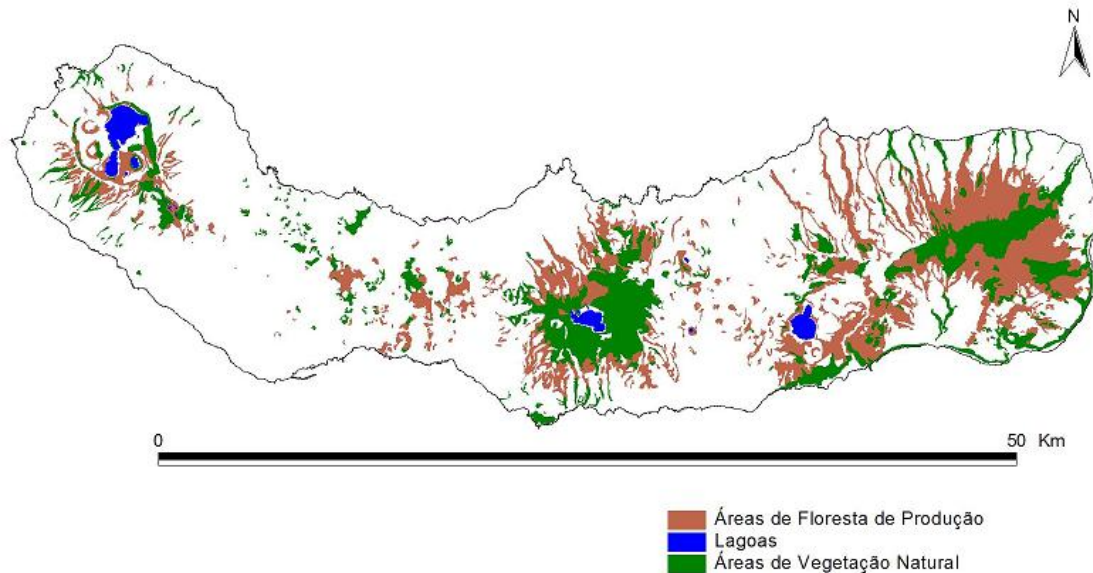 N
0 50 Km
Áreas de Floresta de Produção
Lagoas
Áreas de Vegetação Natural